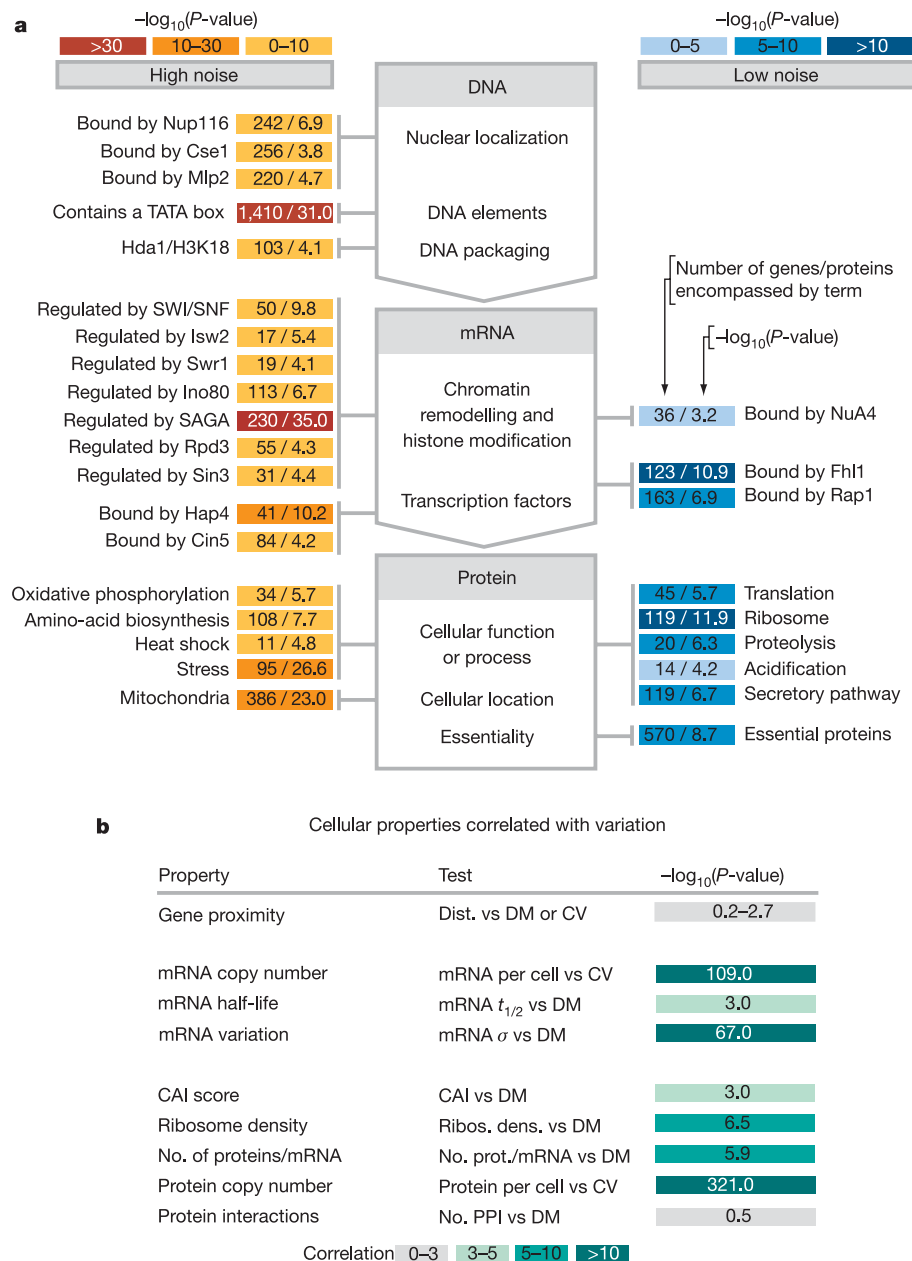 a
–log10(P-value)
>30 10–30 0–10
High noise
–log10(P-value)
0–5 5–10 >10
Low noise
DNA
Bound by Nup116 242 / 6.9
Bound by Cse1 256 / 3.8
Bound by Mlp2 220 / 4.7
Nuclear localization
Contains a TATA box 1,410 / 31.0
DNA elements
Hda1/H3K18 103 / 4.1
DNA packaging
Number of genes/proteins
encompassed by term
–log10(P-value)
mRNA
Regulated by SWI/SNF 50 / 9.8
Regulated by Isw2 17 / 5.4
Regulated by Swr1 19 / 4.1
Regulated by Ino80 113 / 6.7
Regulated by SAGA 230 / 35.0
Regulated by Rpd3 55 / 4.3
Regulated by Sin3 31 / 4.4
Chromatin
remodelling and
histone modification
36 / 3.2 Bound by NuA4
Bound by Hap4 41 / 10.2
Bound by Cin5 84 / 4.2
Transcription factors
123 / 10.9 Bound by Fhl1
163 / 6.9 Bound by Rap1
Protein
Oxidative phosphorylation 34 / 5.7
Amino-acid biosynthesis 108 / 7.7
Heat shock 11 / 4.8
Stress 95 / 26.6
Mitochondria 386 / 23.0
Cellular function
or process
Cellular location
Essentiality
45 / 5.7 Translation
119 / 11.9 Ribosome
20 / 6.3 Proteolysis
14 / 4.2 Acidification
119 / 6.7 Secretory pathway
570 / 8.7 Essential proteins
b
Cellular properties correlated with variation
Property Test –log10(P-value)
Gene proximity Dist. vs DM or CV 0.2–2.7
mRNA copy number mRNA per cell vs CV 109.0
mRNA half-life mRNA t1/2 vs DM 3.0
mRNA variation mRNA σ vs DM 67.0
CAI score CAI vs DM 3.0
Ribosome density Ribos. dens. vs DM 6.5
No. of proteins/mRNA No. prot./mRNA vs DM 5.9
Protein copy number Protein per cell vs CV 321.0
Protein interactions No. PPI vs DM 0.5
Correlation 0–3 3–5 5–10 >10